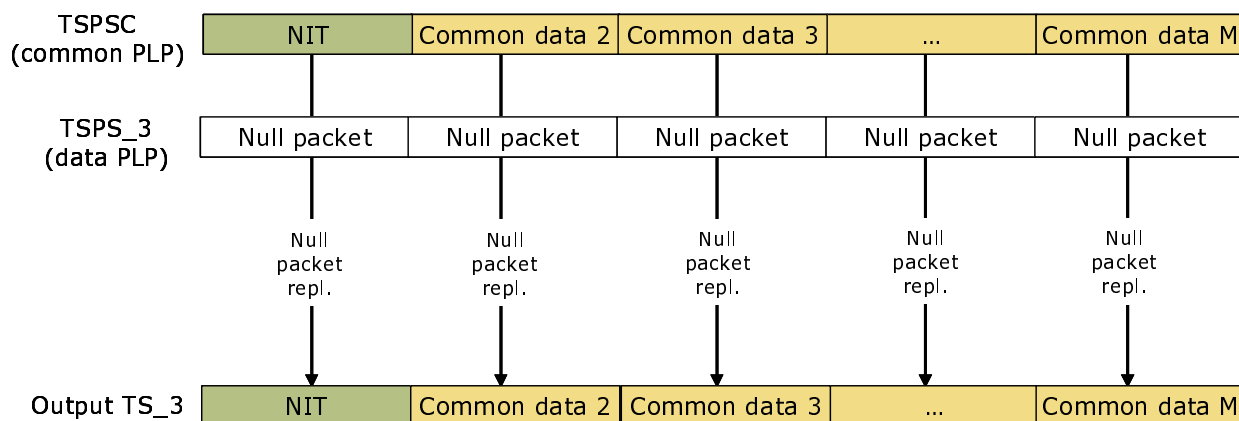 TSPSC
(common PLP)
NIT
Common data 2
Common data 3
...
Common data M
TSPS_3
(data PLP)
Null packet
Null packet
Null packet
Null packet
Null packet
Null
packet
repl.
Null
packet
repl.
Null
packet
repl.
Null
packet
repl.
Null
packet
repl.
Output TS_3
NIT
Common data 2
Common data 3
...
Common data M